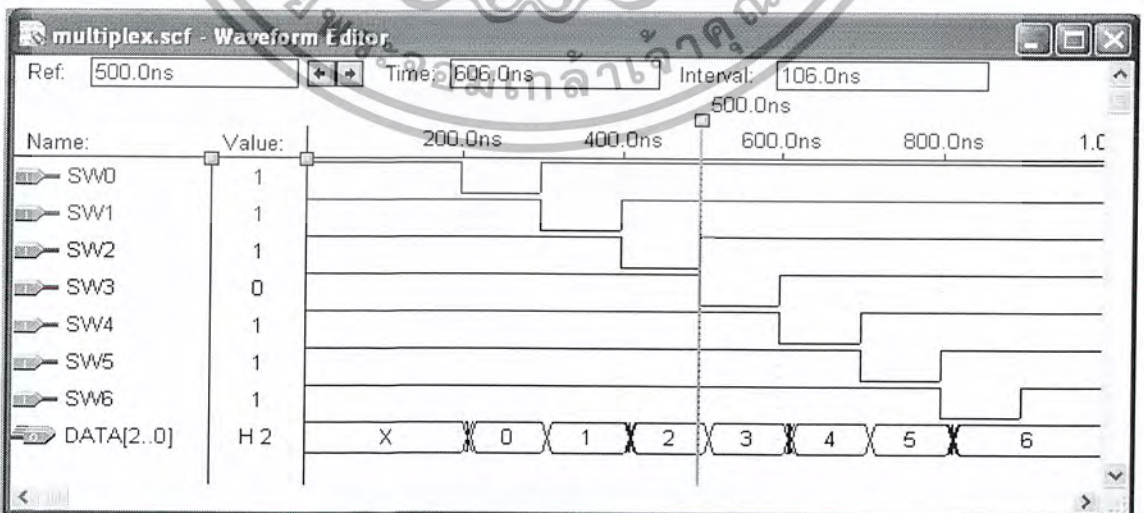 multiplex.scf - Waveform Editor
Ref: 500.0ns Time: 606.0ns Interval: 106.0ns
500.0ns
Name: Value: 200.0ns 400.0ns 600.0ns 800.0ns 1.0
SW0 1
SW1 1
SW2 1
SW3 0
SW4 1
SW5 1
SW6 1
DATA[2..0] H 2 X 0 1 2 3 4 5 6